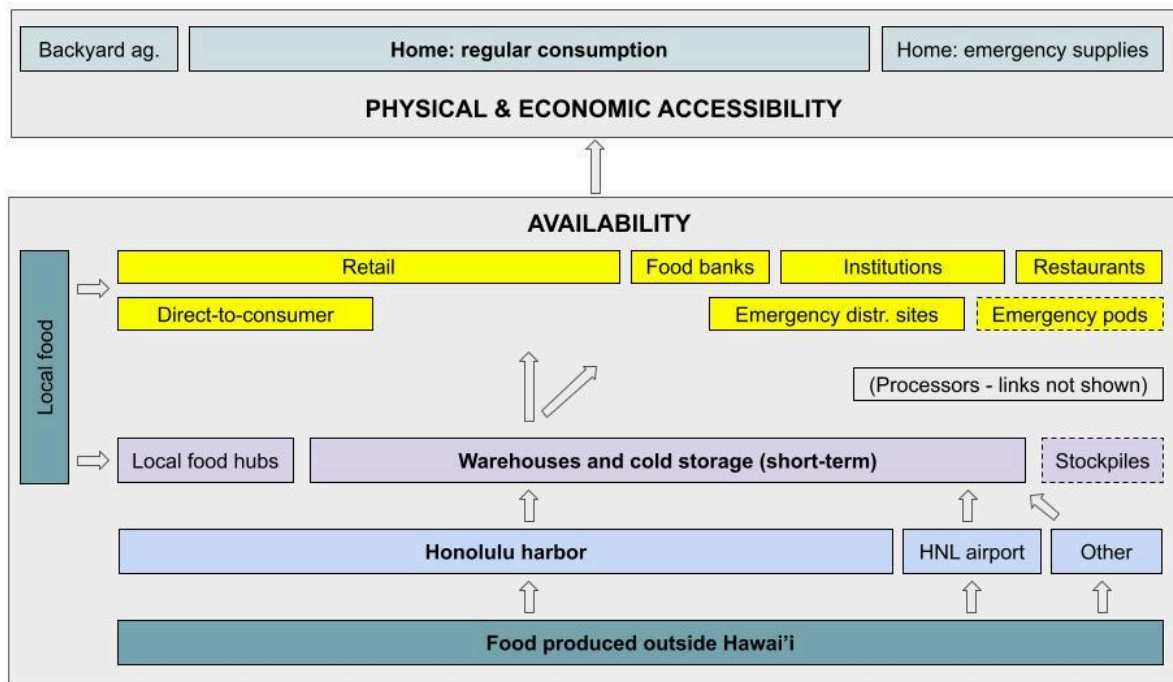 Backyard ag.
Home: regular consumption
Home: emergency supplies
PHYSICAL & ECONOMIC ACCESSIBILITY
AVAILABILITY
Local food
Retail
Food banks
Institutions
Restaurants
Direct-to-consumer
Emergency distr. sites
Emergency pods
(Processors - links not shown)
Local food hubs
Warehouses and cold storage (short-term)
Stockpiles
Honolulu harbor
HNL airport
Other
Food produced outside Hawai’i